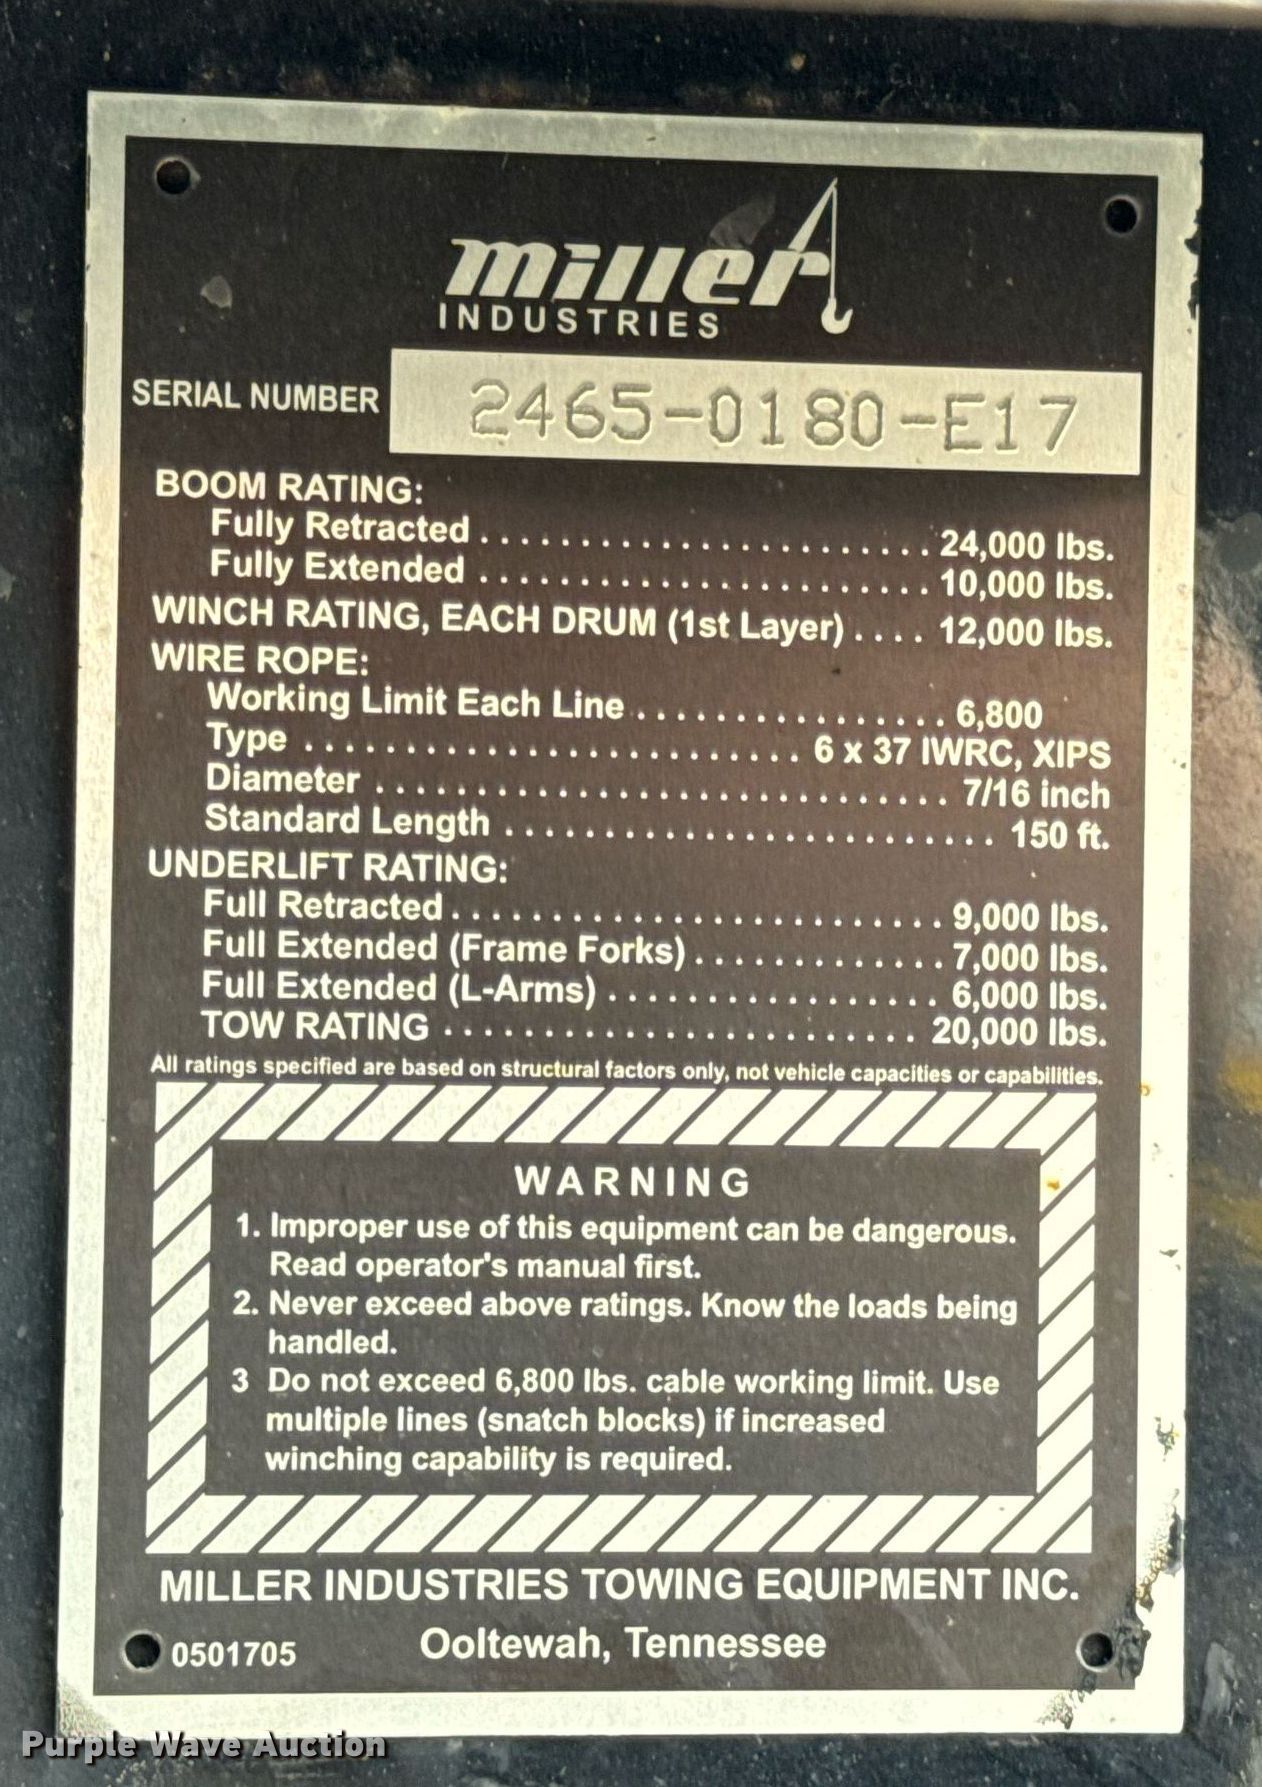 miller
INDUSTRIES
SERIAL NUMBER 2465-0180-E17
BOOM RATING:
Fully Retracted . . . . . . . . . . . . . . . . . . . . . . . 24,000 lbs.
Fully Extended . . . . . . . . . . . . . . . . . . . . . . . 10,000 lbs.
WINCH RATING, EACH DRUM (1st Layer) . . . . 12,000 lbs.
WIRE ROPE:
Working Limit Each Line . . . . . . . . . . . . . . . . 6,800
Type . . . . . . . . . . . . . . . . . . . . . . . . . 6 x 37 IWRC, XIPS
Diameter . . . . . . . . . . . . . . . . . . . . . . . . . . . . . 7/16 inch
Standard Length . . . . . . . . . . . . . . . . . . . . . . . . . 150 ft.
UNDERLIFT RATING:
Full Retracted . . . . . . . . . . . . . . . . . . . . . . . . . 9,000 lbs.
Full Extended (Frame Forks) . . . . . . . . . . . . . 7,000 lbs.
Full Extended (L-Arms) . . . . . . . . . . . . . . . . . 6,000 lbs.
TOW RATING . . . . . . . . . . . . . . . . . . . . . . . . 20,000 lbs.
All ratings specified are based on structural factors only, not vehicle capacities or capabilities.
WARNING
1. Improper use of this equipment can be dangerous.
Read operator's manual first.
2. Never exceed above ratings. Know the loads being
handled.
3 Do not exceed 6,800 lbs. cable working limit. Use
multiple lines (snatch blocks) if increased
winching capability is required.
MILLER INDUSTRIES TOWING EQUIPMENT INC.
0501705 Ooltewah, Tennessee
Purple Wave Auction